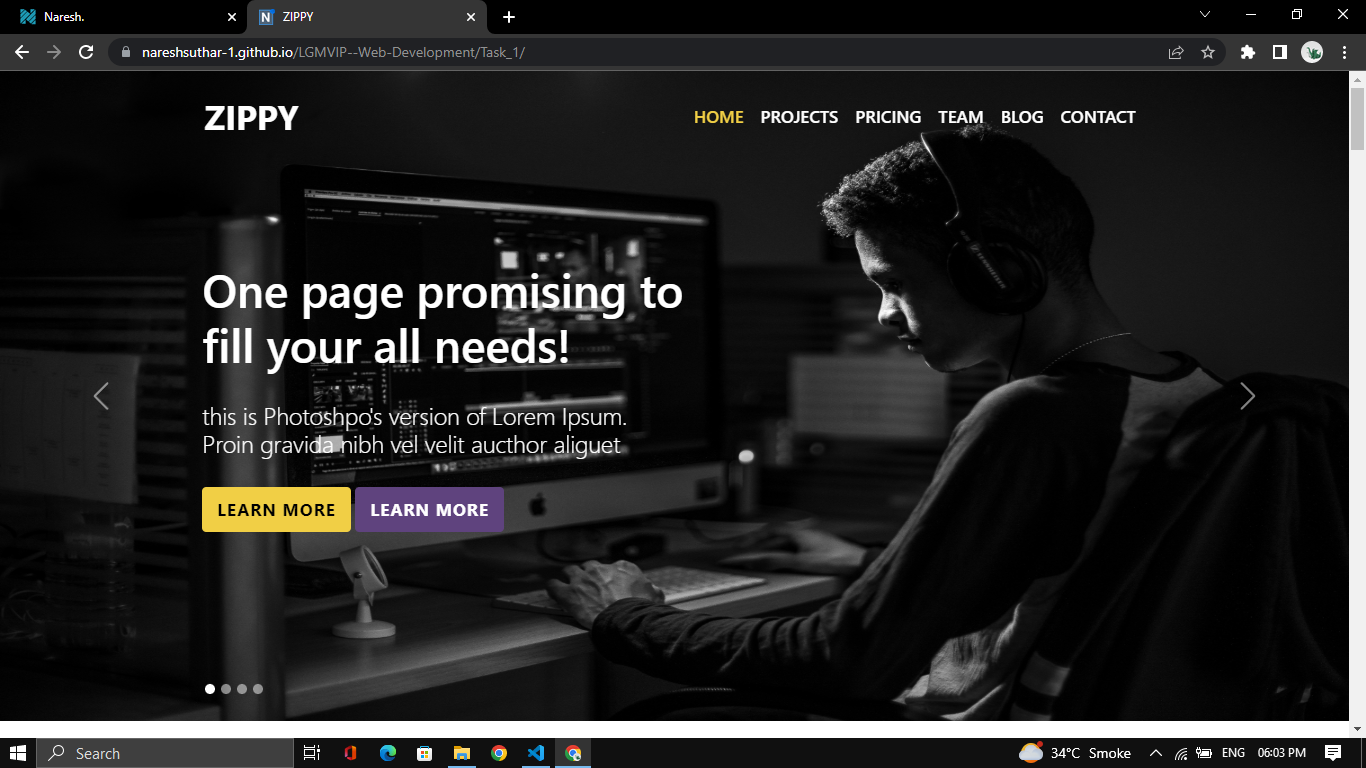 Naresh.
ZIPPY
nareshsuthar-1.github.io/LGMVIP--Web-Development/Task_1/
ZIPPY
HOME PROJECTS PRICING TEAM BLOG CONTACT
One page promising to
fill your all needs!
this is Photoshpo's version of Lorem Ipsum.
Proin gravida nibh vel velit aucthor aliguet
LEARN MORE LEARN MORE
Search
34°C Smoke
ENG
06:03 PM